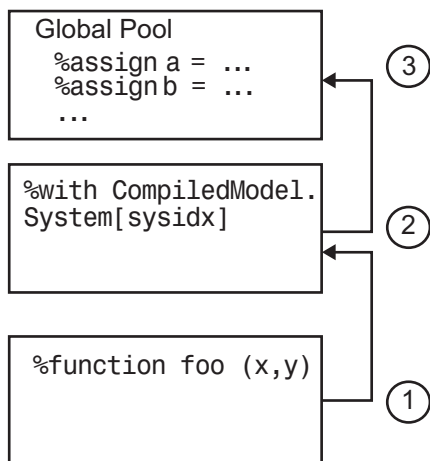 Global Pool
%assign a = ...
%assign b = ...
...
3
%with CompiledModel.
System[sysidx]
2
%function foo (x,y)
1